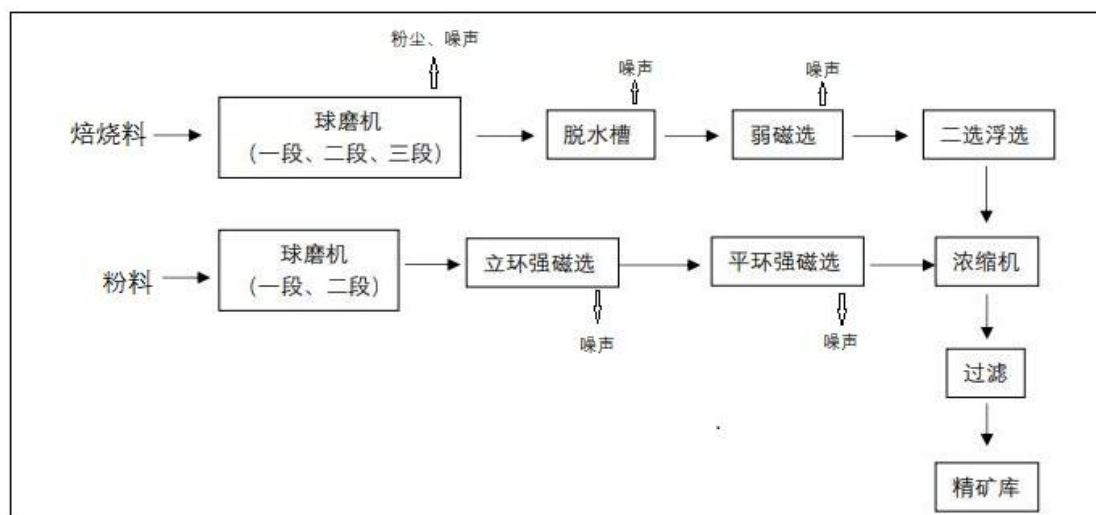 粉尘、噪声
噪声
噪声
焙烧料
球磨机
（一段、二段、三段）
脱水槽
弱磁选
二选浮选
粉料
球磨机
（一段、二段）
立环强磁选
平环强磁选
浓缩机
噪声
噪声
过滤
精矿库